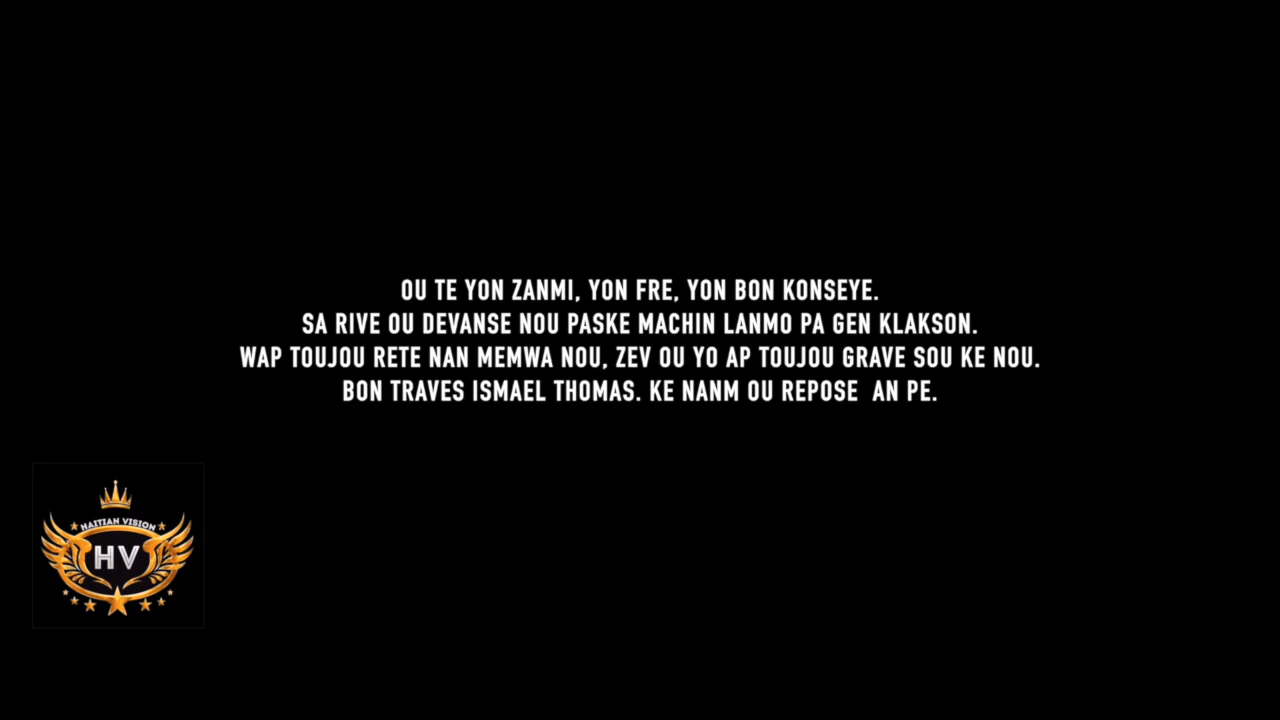 OU TE YON ZANMI, YON FRE, YON BON KONSEYE.
SA RIVE OU DEVANSE NOU PASKE MACHIN LANMO PA GEN KLAKSON.
WAP TOUJOU RETE NAN MEMWA NOU, ZEV OU YO AP TOUJOU GRAVE SOU KE NOU.
BON TRAVES ISMAEL THOMAS. KE NANM OU REPOSE  AN PE.
HAITIAN VISION
HV